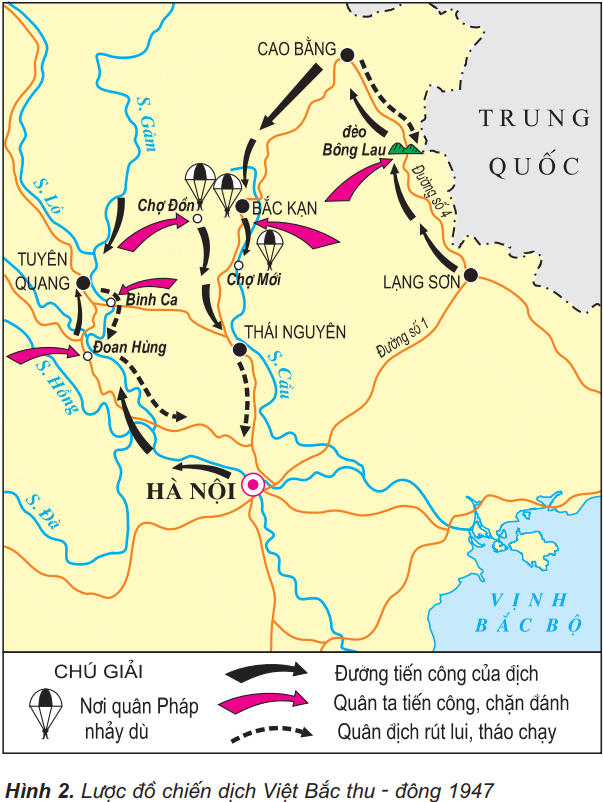 CAO BẰNG
TRUNG
QUỐC
S. Gâm
đèo
Bông Lau
Đường số 4
S. Lô
Chợ Đồn
BẮC KẠN
TUYÊN
QUANG
Chợ Mới
LẠNG SƠN
Bình Ca
THÁI NGUYÊN
Đường số 1
Đoan Hùng
S. Hồng
S. Cầu
HÀ NỘI
S. Đà
VỊNH
BẮC BỘ
CHÚ GIẢI
Nơi quân Pháp
nhảy dù
Đường tiến công của địch
Quân ta tiến công, chặn đánh
Quân địch rút lui, tháo chạy
Hình 2. Lược đồ chiến dịch Việt Bắc thu - đông 1947